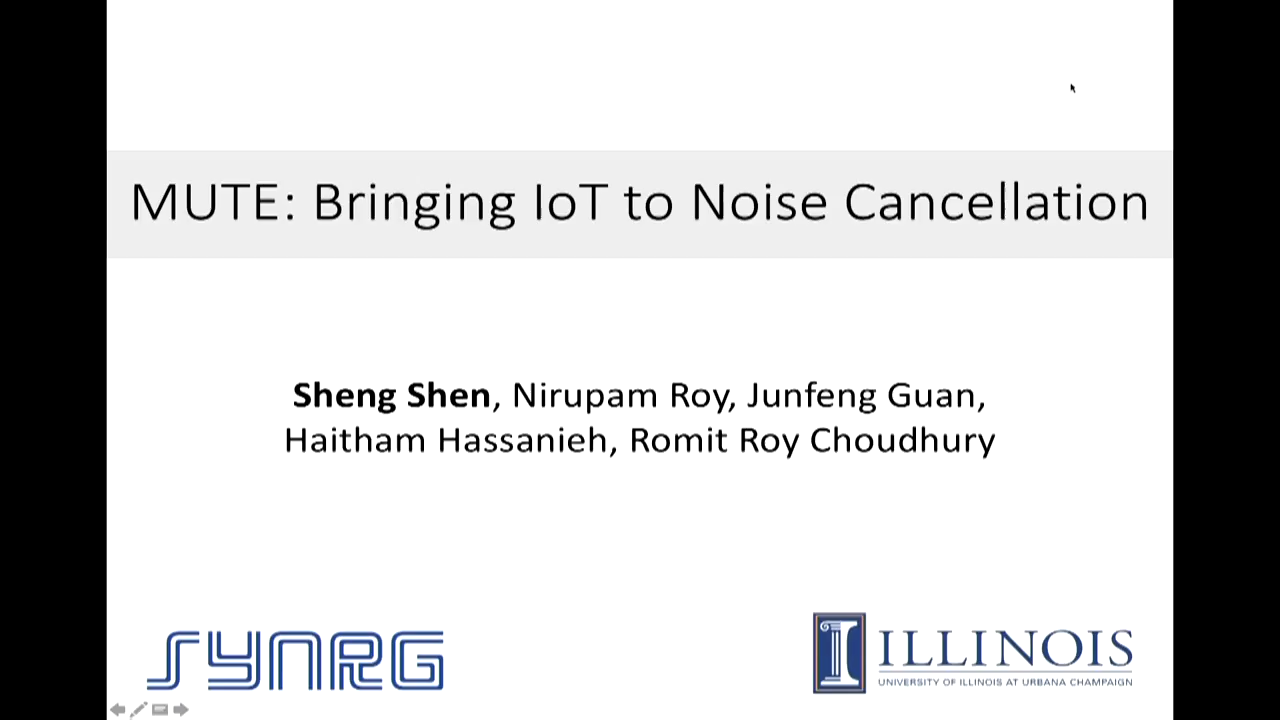 MUTE: Bringing IoT to Noise Cancellation
Sheng Shen, Nirupam Roy, Junfeng Guan,
Haitham Hassanieh, Romit Roy Choudhury
SYNRG
I ILLINOIS
UNIVERSITY OF ILLINOIS AT URBANA CHAMPAIGN